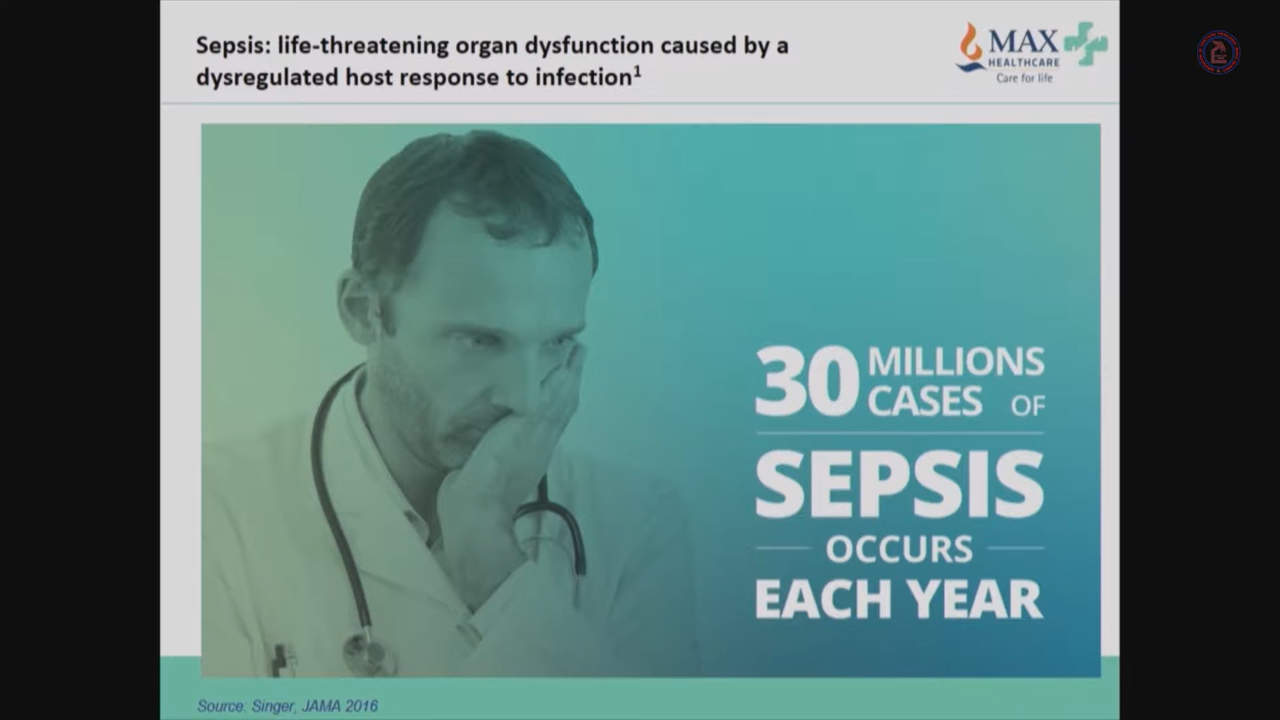 Sepsis: life-threatening organ dysfunction caused by a
dysregulated host response to infection¹
MAX
HEALTHCARE
Care for life
30 MILLIONS
CASES OF
SEPSIS
OCCURS
EACH YEAR
Source: Singer, JAMA 2016